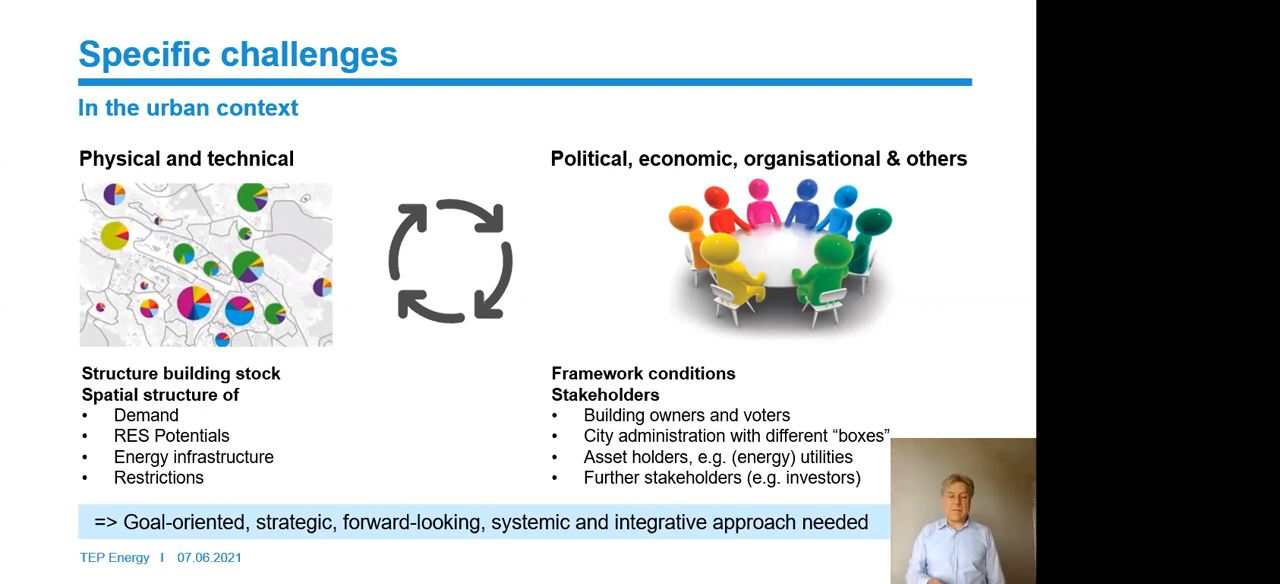 Specific challenges
In the urban context
Physical and technical
Structure building stock
Spatial structure of
• Demand
• RES Potentials
• Energy infrastructure
• Restrictions
Political, economic, organisational & others
Framework conditions
Stakeholders
• Building owners and voters
• City administration with different “boxes”
• Asset holders, e.g. (energy) utilities
• Further stakeholders (e.g. investors)
=> Goal-oriented, strategic, forward-looking, systemic and integrative approach needed
TEP Energy I 07.06.2021